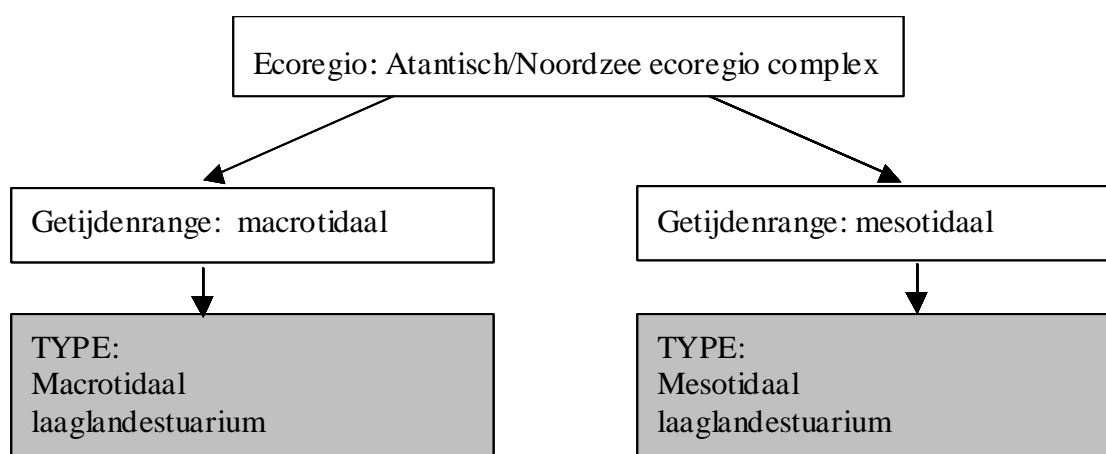 Ecoregio: Atantisch/Noordzee ecoregio complex
Getijdenrange: macrotidaal
Getijdenrange: mesotidaal
TYPE:
Macrotidaal
laaglandestuarium
TYPE:
Mesotidaal
laaglandestuarium